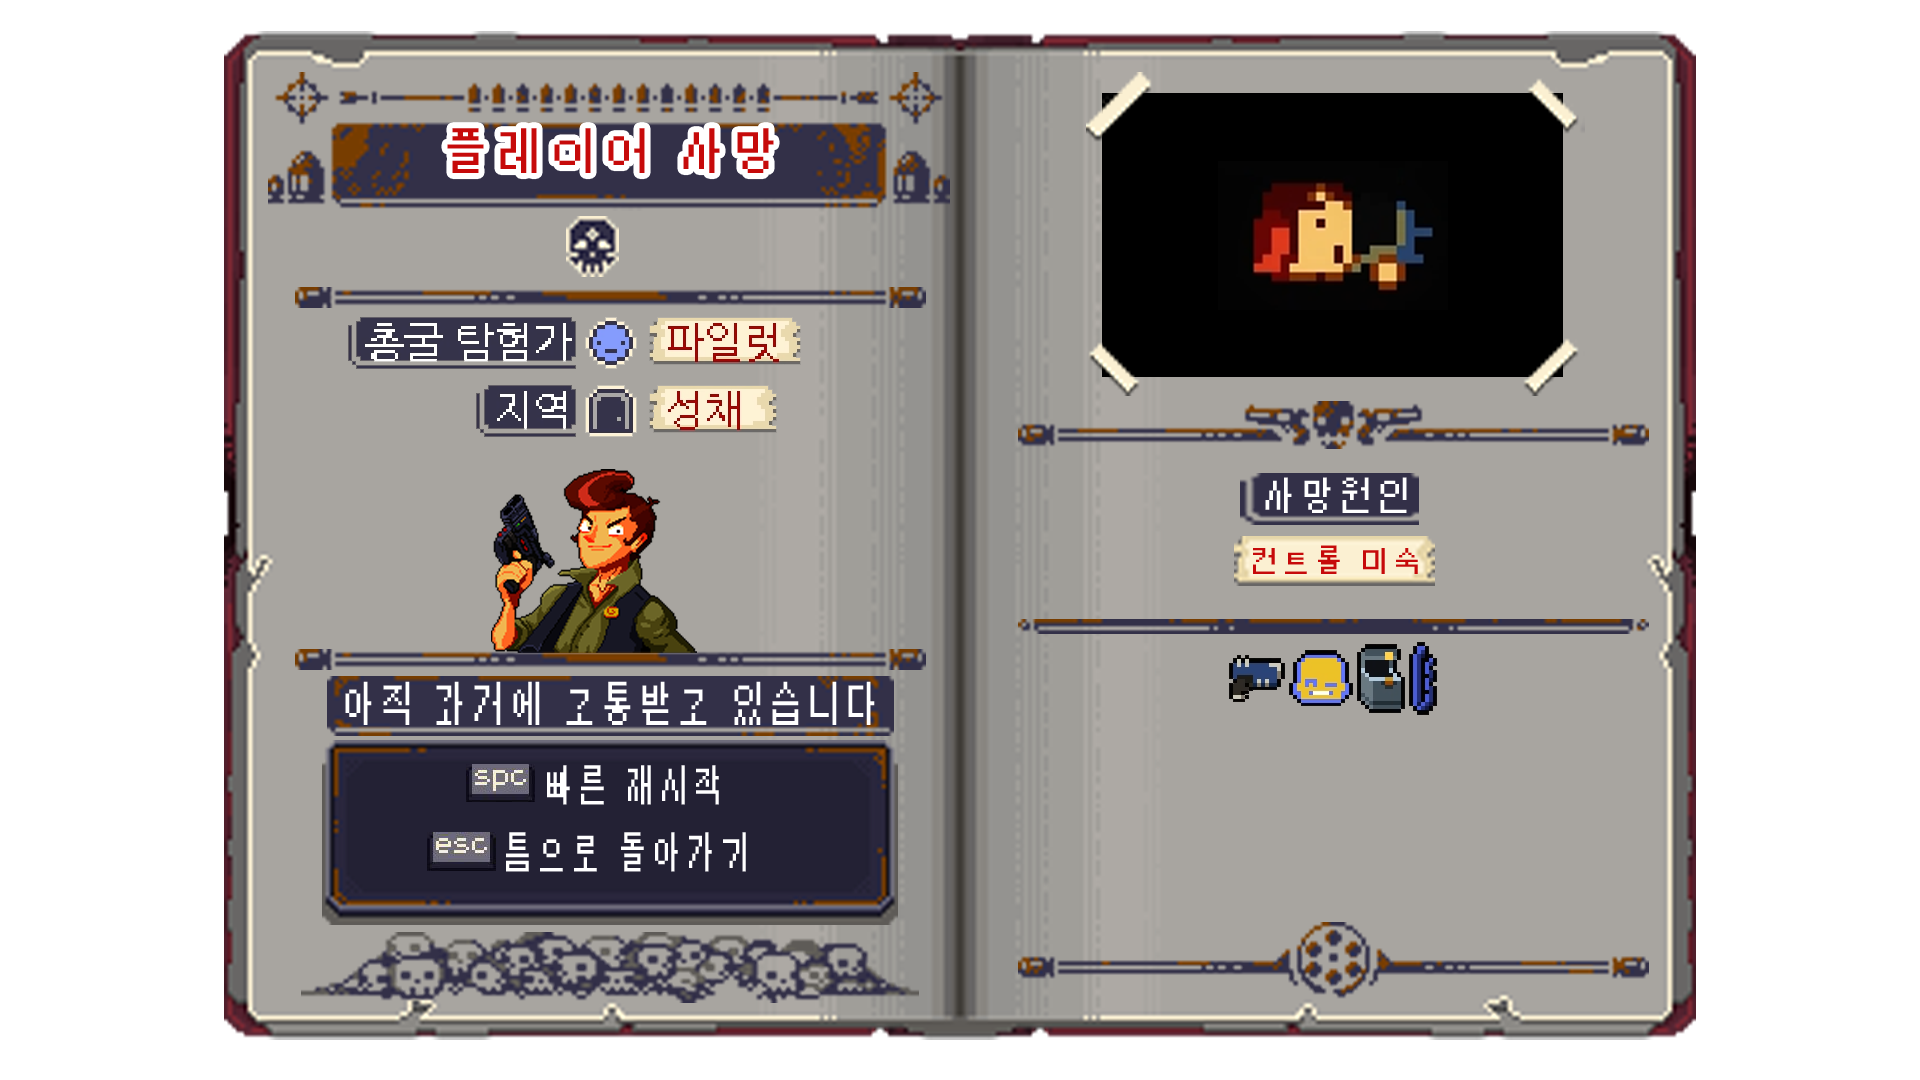 플레이어 사망
총굴 탐험가 파일럿
지역 성채
아직 과거에 고통받고 있습니다
spc 빠른 재시작
esc 틈으로 돌아가기
사망원인
컨트롤 미숙